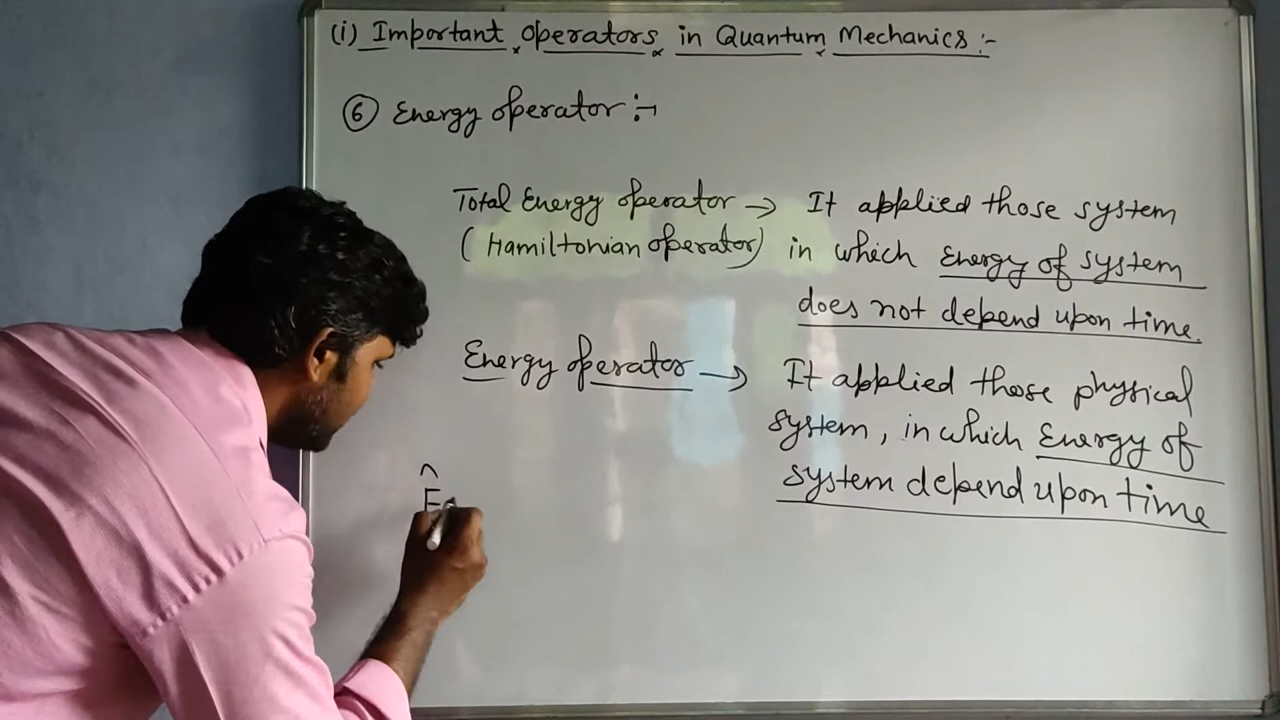 (i) Important operators in Quantum Mechanics :-
⑥ Energy operator :-
Total Energy operator → It applied those system
(Hamiltonian operator) in which Energy of system
does not depend upon time.
Energy operator → It applied those physical
system, in which Energy of
system depend upon time
Ê